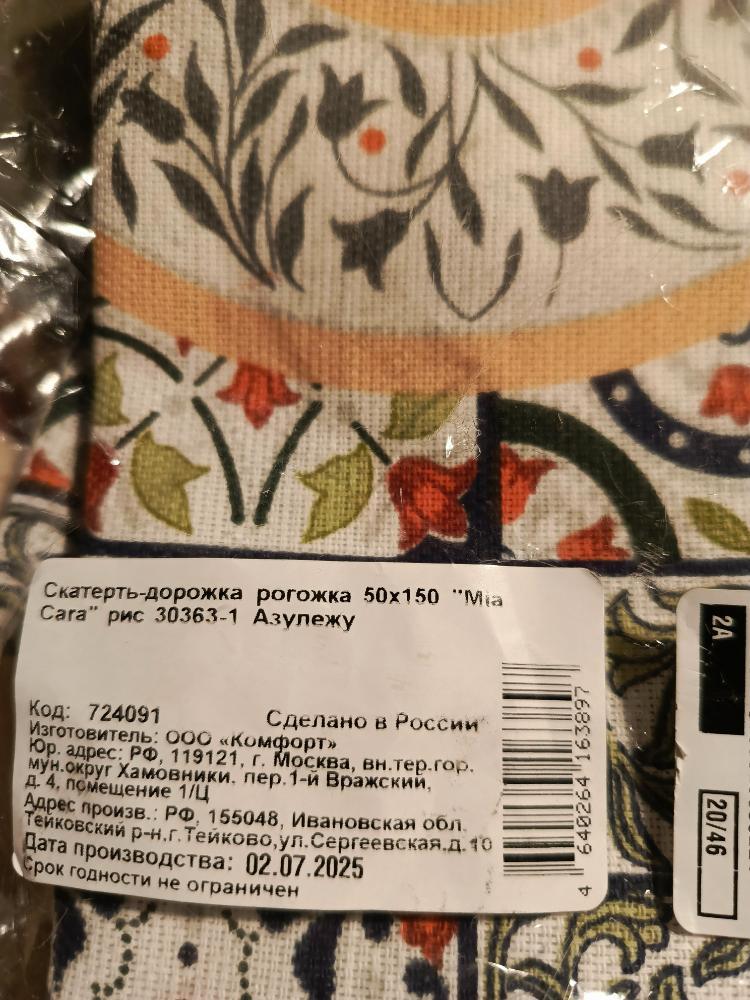 Скатерть-дорожка рогожка 50х150 "Mia
Cara" рис 30363-1 Азулежу
Код: 724091
Сделано в России
Изготовитель: ООО «Комфорт»
Юр. адрес: РФ, 119121, г. Москва, вн.тер.гор.
мун.округ Хамовники, пер.1-й Вражский,
д. 4, помещение 1/Ц
Адрес произв.: РФ, 155048, Ивановская обл.
Тейковский р-н,г.Тейково,ул.Сергеевская,д.10
Дата производства: 02.07.2025
Срок годности не ограничен
4 640264 163897
2A
20/46